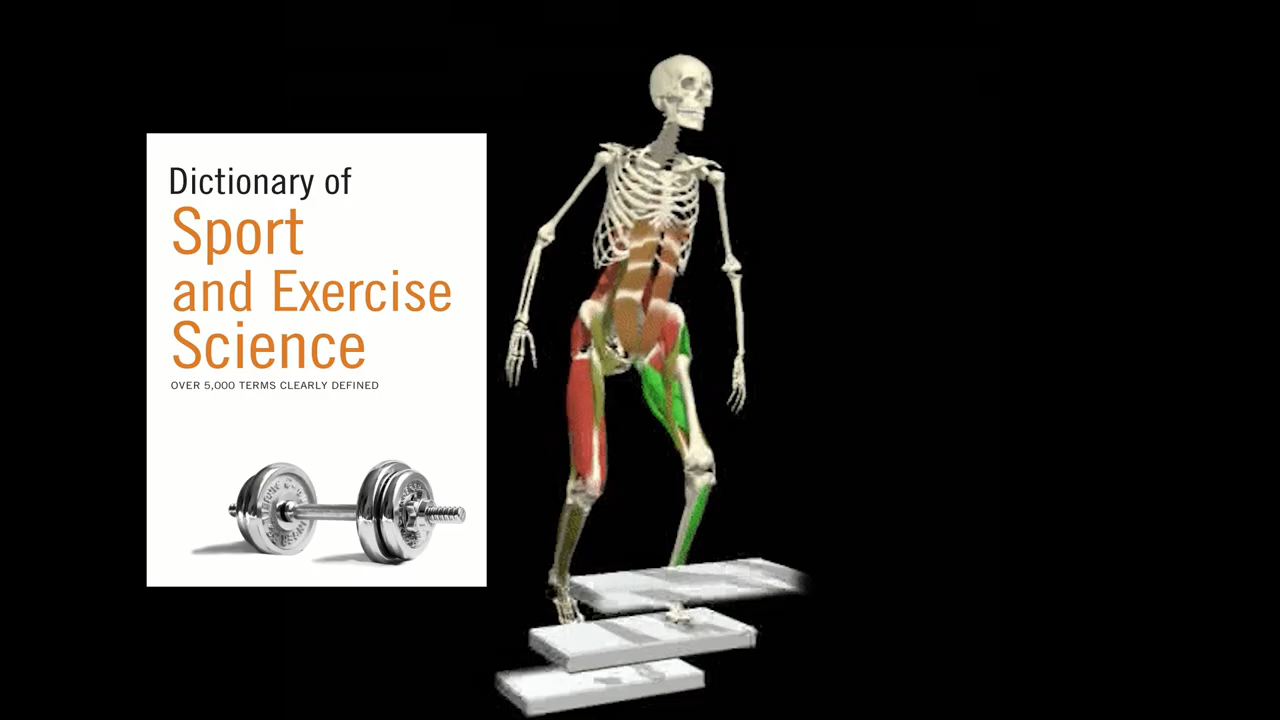 Dictionary of
Sport
and Exercise
Science
OVER 5,000 TERMS CLEARLY DEFINED